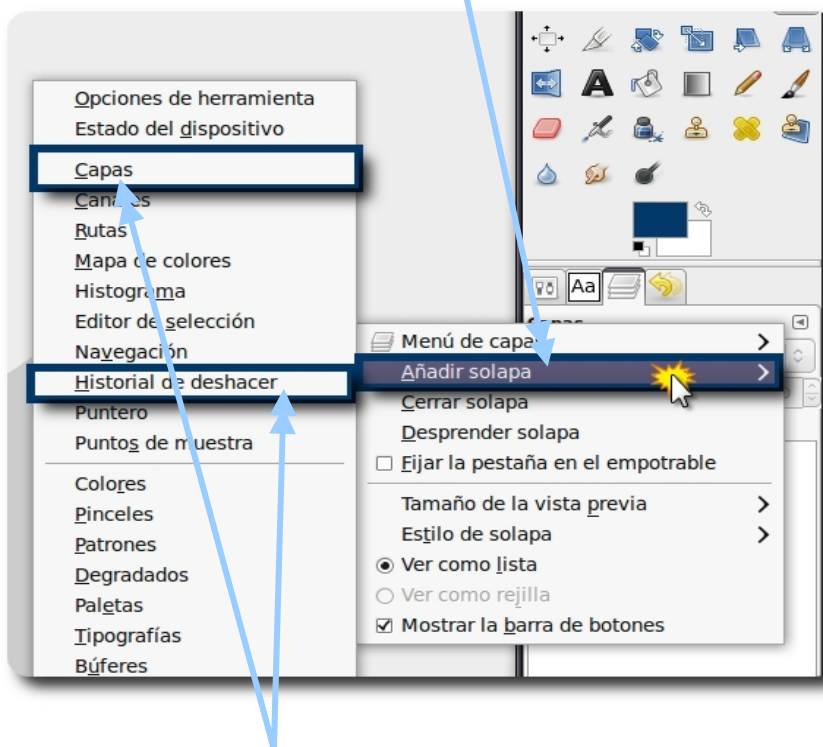 Opciones de herramienta
Estado del dispositivo
Capas
Canales
Rutas
Mapa de colores
Histograma
Editor de selección
Navegación
Historial de deshacer
Puntero
Puntos de muestra
Colores
Pinceles
Patrones
Degradados
Paletas
Tipografías
Búferes
Aa
Capas
Menú de capas
Añadir solapa
Cerrar solapa
Desprender solapa
Fijar la pestaña en el empotrable
Tamaño de la vista previa
Estilo de solapa
Ver como lista
Ver como rejilla
Mostrar la barra de botones